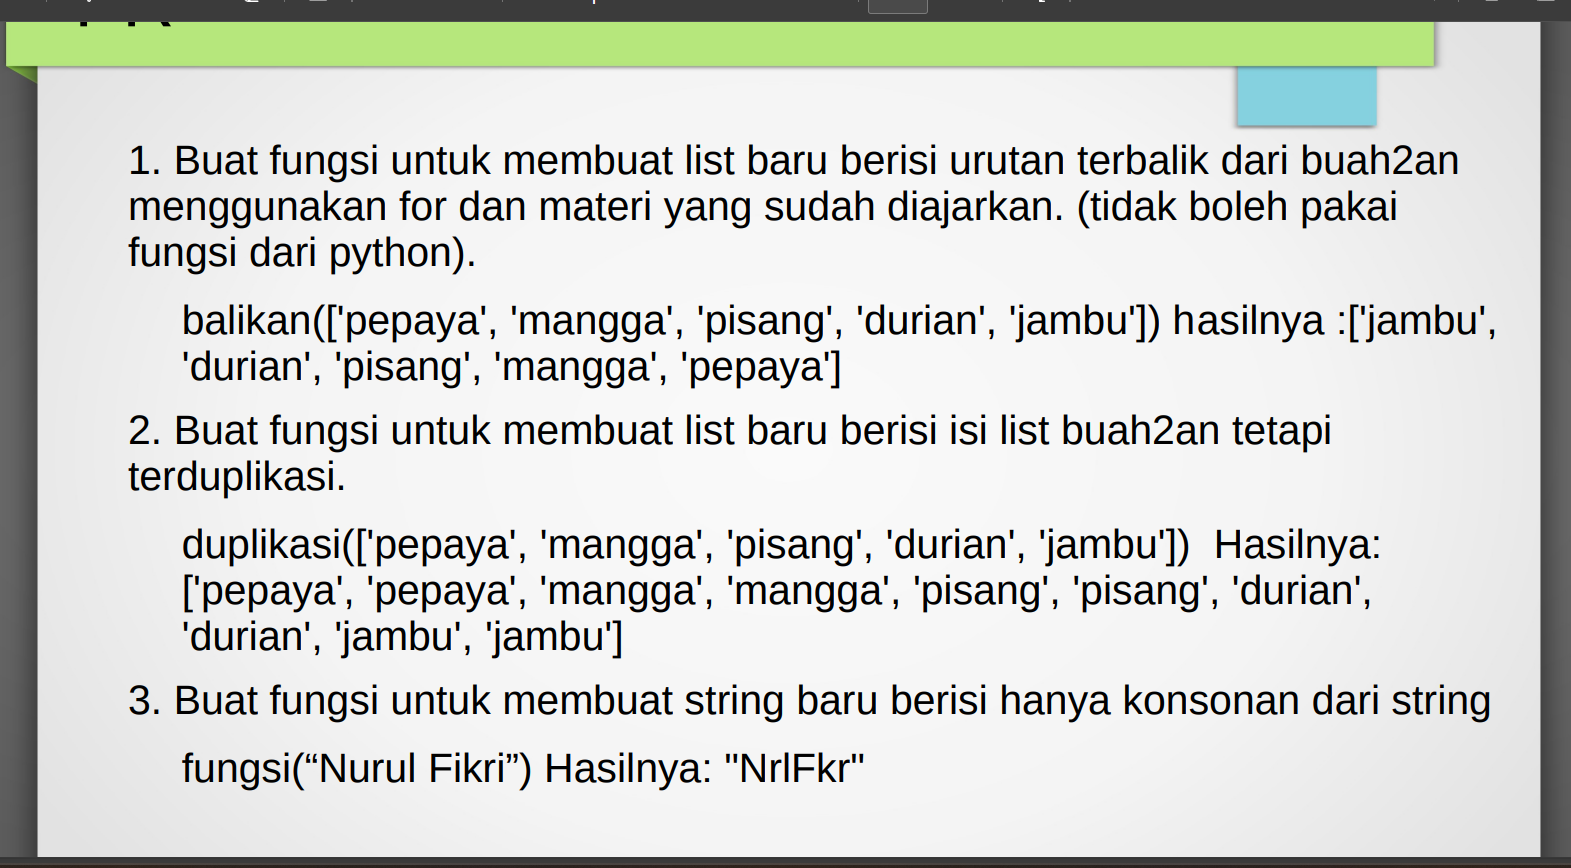 1. Buat fungsi untuk membuat list baru berisi urutan terbalik dari buah2an
menggunakan for dan materi yang sudah diajarkan. (tidak boleh pakai
fungsi dari python).
balikan(['pepaya', 'mangga', 'pisang', 'durian', 'jambu']) hasilnya :['jambu',
'durian', 'pisang', 'mangga', 'pepaya']
2. Buat fungsi untuk membuat list baru berisi isi list buah2an tetapi
terduplikasi.
duplikasi(['pepaya', 'mangga', 'pisang', 'durian', 'jambu'])  Hasilnya:
['pepaya', 'pepaya', 'mangga', 'mangga', 'pisang', 'pisang', 'durian',
'durian', 'jambu', 'jambu']
3. Buat fungsi untuk membuat string baru berisi hanya konsonan dari string
fungsi(“Nurul Fikri”) Hasilnya: "NrlFkr"